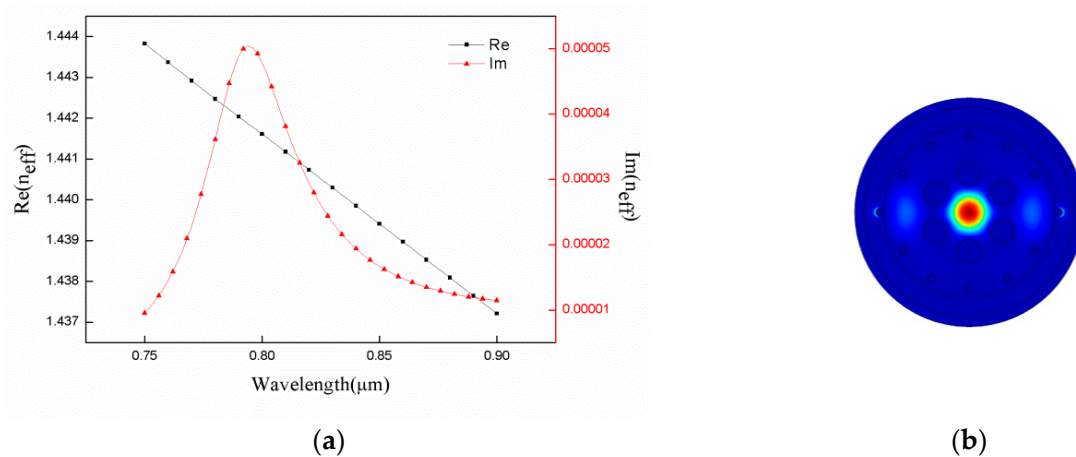 1.444
1.443
1.442
1.441
1.440
1.439
1.438
1.437
Re(neff)
Re
Im
0.00005
0.00004
0.00003
0.00002
0.00001
Im(neff)
0.75
0.80
0.85
0.90
Wavelength(μm)
(a)
(b)